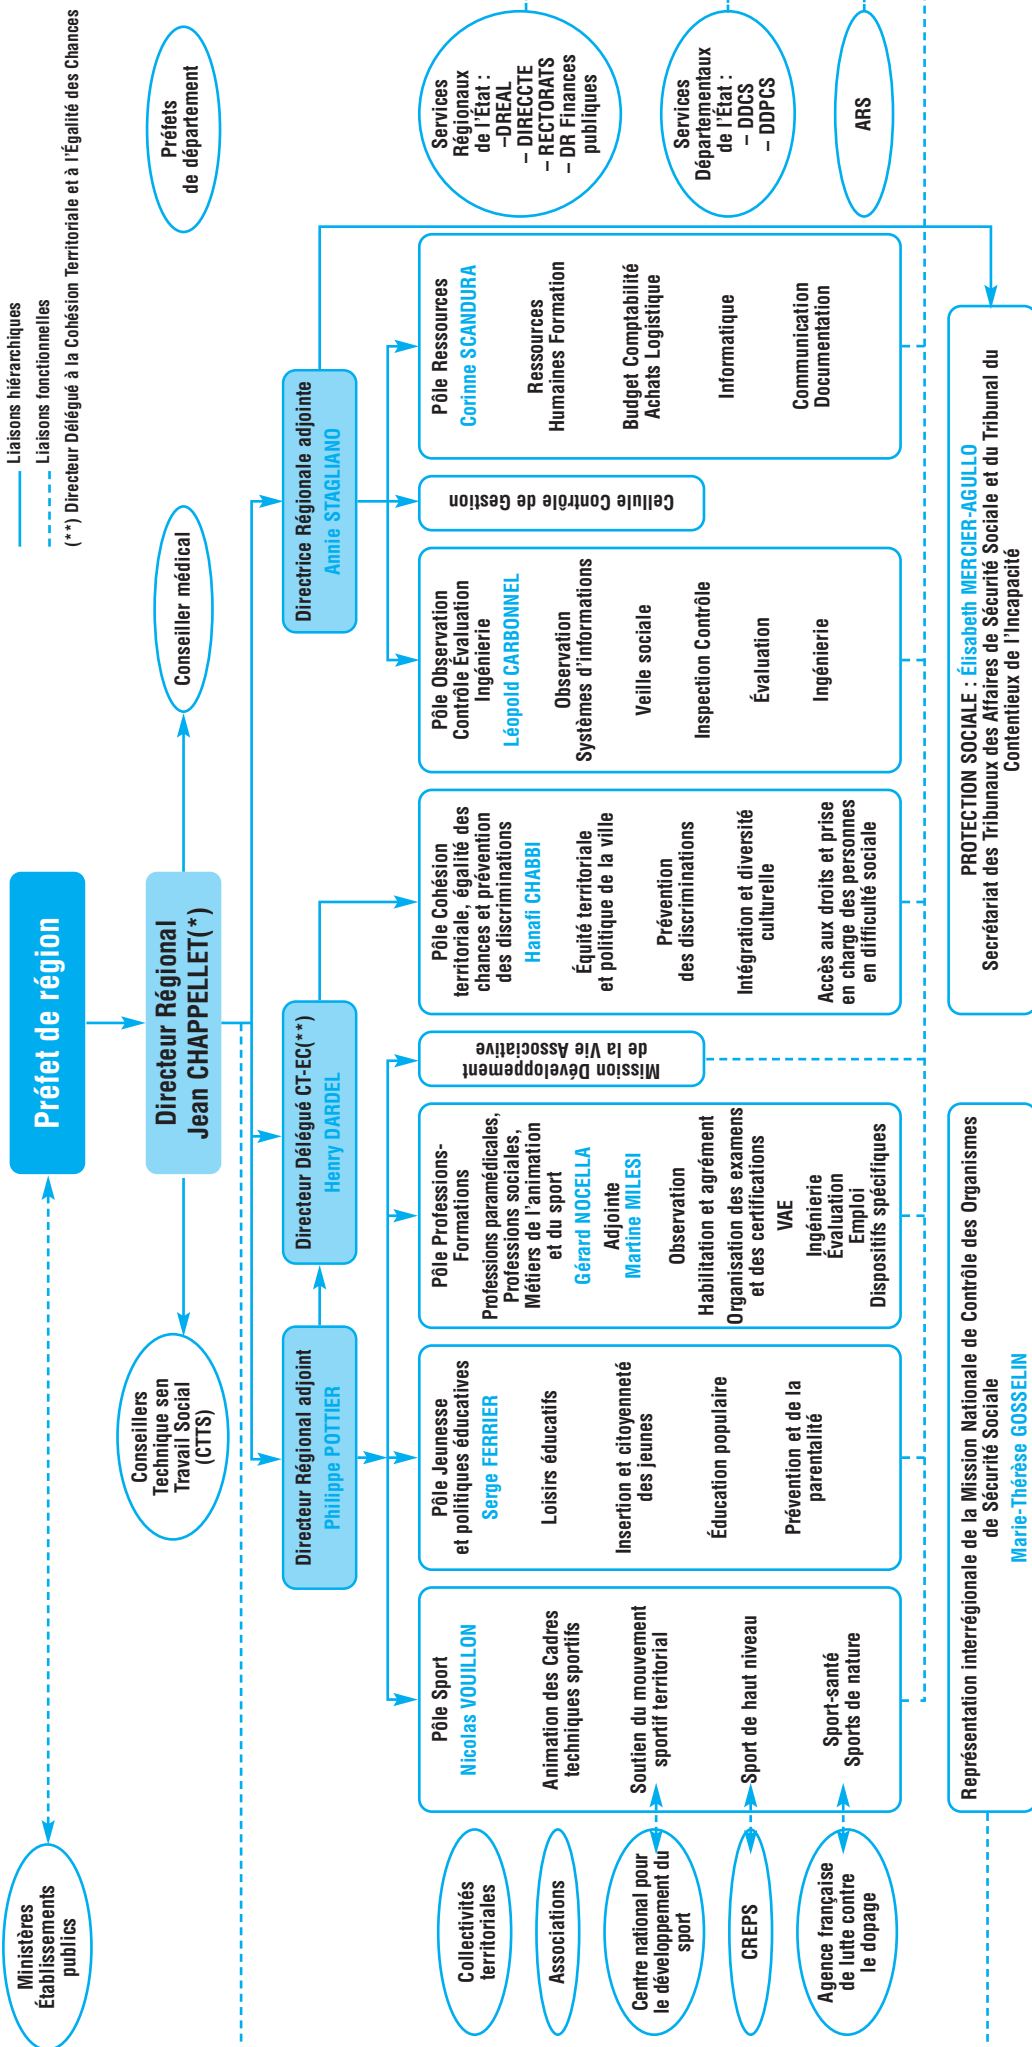 Liaisons hiérarchiques
Liaisons fonctionnelles
(**) Directeur Délégué à la Cohésion Territoriale et à l'Égalité des Chances
Ministères
Établissements
publics
Préfet de région
Préfets
de département
Conseillers
Technique sen
Travail Social
(CTTS)
Directeur Régional
Jean CHAPPELLET(*)
Conseiller médical
Directeur Régional adjoint
Philippe POTTIER
Directeur Délégué CT-EC(**)
Henry DARDEL
Directrice Régionale adjointe
Annie STAGLIANO
Collectivités
territoriales
Associations
Centre national pour
le développement du
sport
CREPS
Agence française
de lutte contre
le dopage
Pôle Sport
Nicolas VOUILLON
Animation des Cadres
techniques sportifs
Soutien du mouvement
sportif territorial
Sport de haut niveau
Sport-santé
Sports de nature
Pôle Jeunesse
et politiques éducatives
Serge FERRIER
Loisirs éducatifs
Insertion et citoyenneté
des jeunes
Éducation populaire
Prévention et de la
parentalité
Pôle Professions-
Formations
Professions paramédicales,
Professions sociales,
Métiers de l'animation
et du sport
Gérard NOCELLA
Adjointe
Martine MILESI
Observation
Habilitation et agrément
Organisation des examens
et des certifications
VAE
Ingénierie
Évaluation
Emploi
Dispositifs spécifiques
Mission Développement
de la Vie Associative
Pôle Cohésion
territoriale, égalité des
chances et prévention
des discriminations
Hanafi CHABBI
Équité territoriale
et politique de la ville
Prévention
des discriminations
Intégration et diversité
culturelle
Accès aux droits et prise
en charge des personnes
en difficulté sociale
Pôle Observation
Contrôle Evaluation
Ingénierie
Léopold CARBONNEL
Observation
Systèmes d'informations
Veille sociale
Inspection Contrôle
Évaluation
Ingénierie
Cellule Contrôle de Gestion
Pôle Ressources
Corinne SCANDURA
Ressources
Humaines Formation
Budget Comptabilité
Achats Logistique
Informatique
Communication
Documentation
Services
Régionaux
de l'État :
–DREAL
– DIRECCTE
– RECTORATS
– DR Finances
publiques
Services
Départementaux
de l'État :
– DDCS
– DDPCS
ARS
Représentation interrégionale de la Mission Nationale de Contrôle des Organismes
de Sécurité Sociale
Marie-Thérèse GOSSELIN
PROTECTION SOCIALE : Élisabeth MERCIER-AGULLO
Secrétariat des Tribunaux des Affaires de Sécurité Sociale et du Tribunal du
Contentieux de l'Incapacité